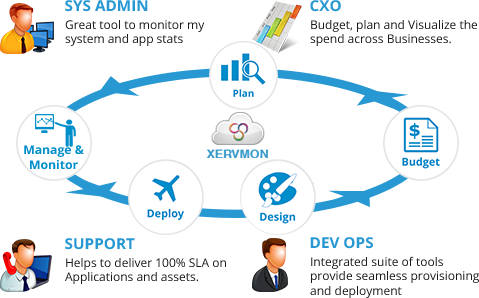 SYS ADMIN
Great tool to monitor my
system and app stats
CXO
Budget, plan and Visualize the
spend across Businesses.
Plan
Manage &
Monitor
XERVMON
$
Budget
Deploy
Design
SUPPORT
Helps to deliver 100% SLA on
Applications and assets.
DEV OPS
Integrated suite of tools
provide seamless provisioning
and deployment